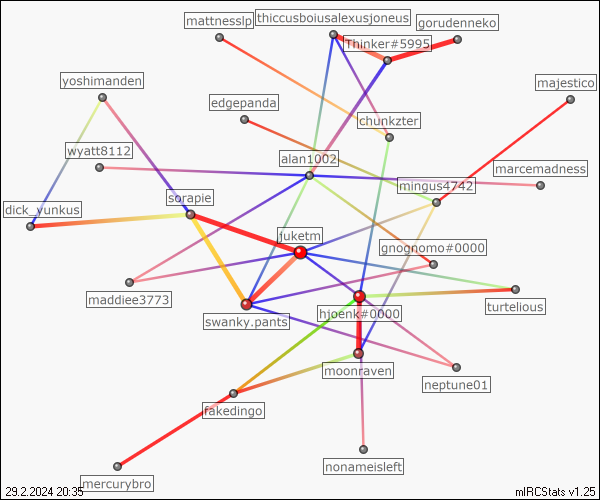 thiccusboiusalexusjoneus
mattnesslp
gorudenneko
Thinker#5995
yoshimanden
majestico
edgepanda
chunkzter
wyatt8112
alan1002
marcemadness
mingus4742
sorapie
dick_yunkus
juketm
gnognomo#0000
maddiee3773
turtelious
swanky.pants
hjoenk#0000
moonraven
neptune01
fakedingo
nonameisleft
mercurybro
29.2.2024 20:35
mIRCStats v1.25